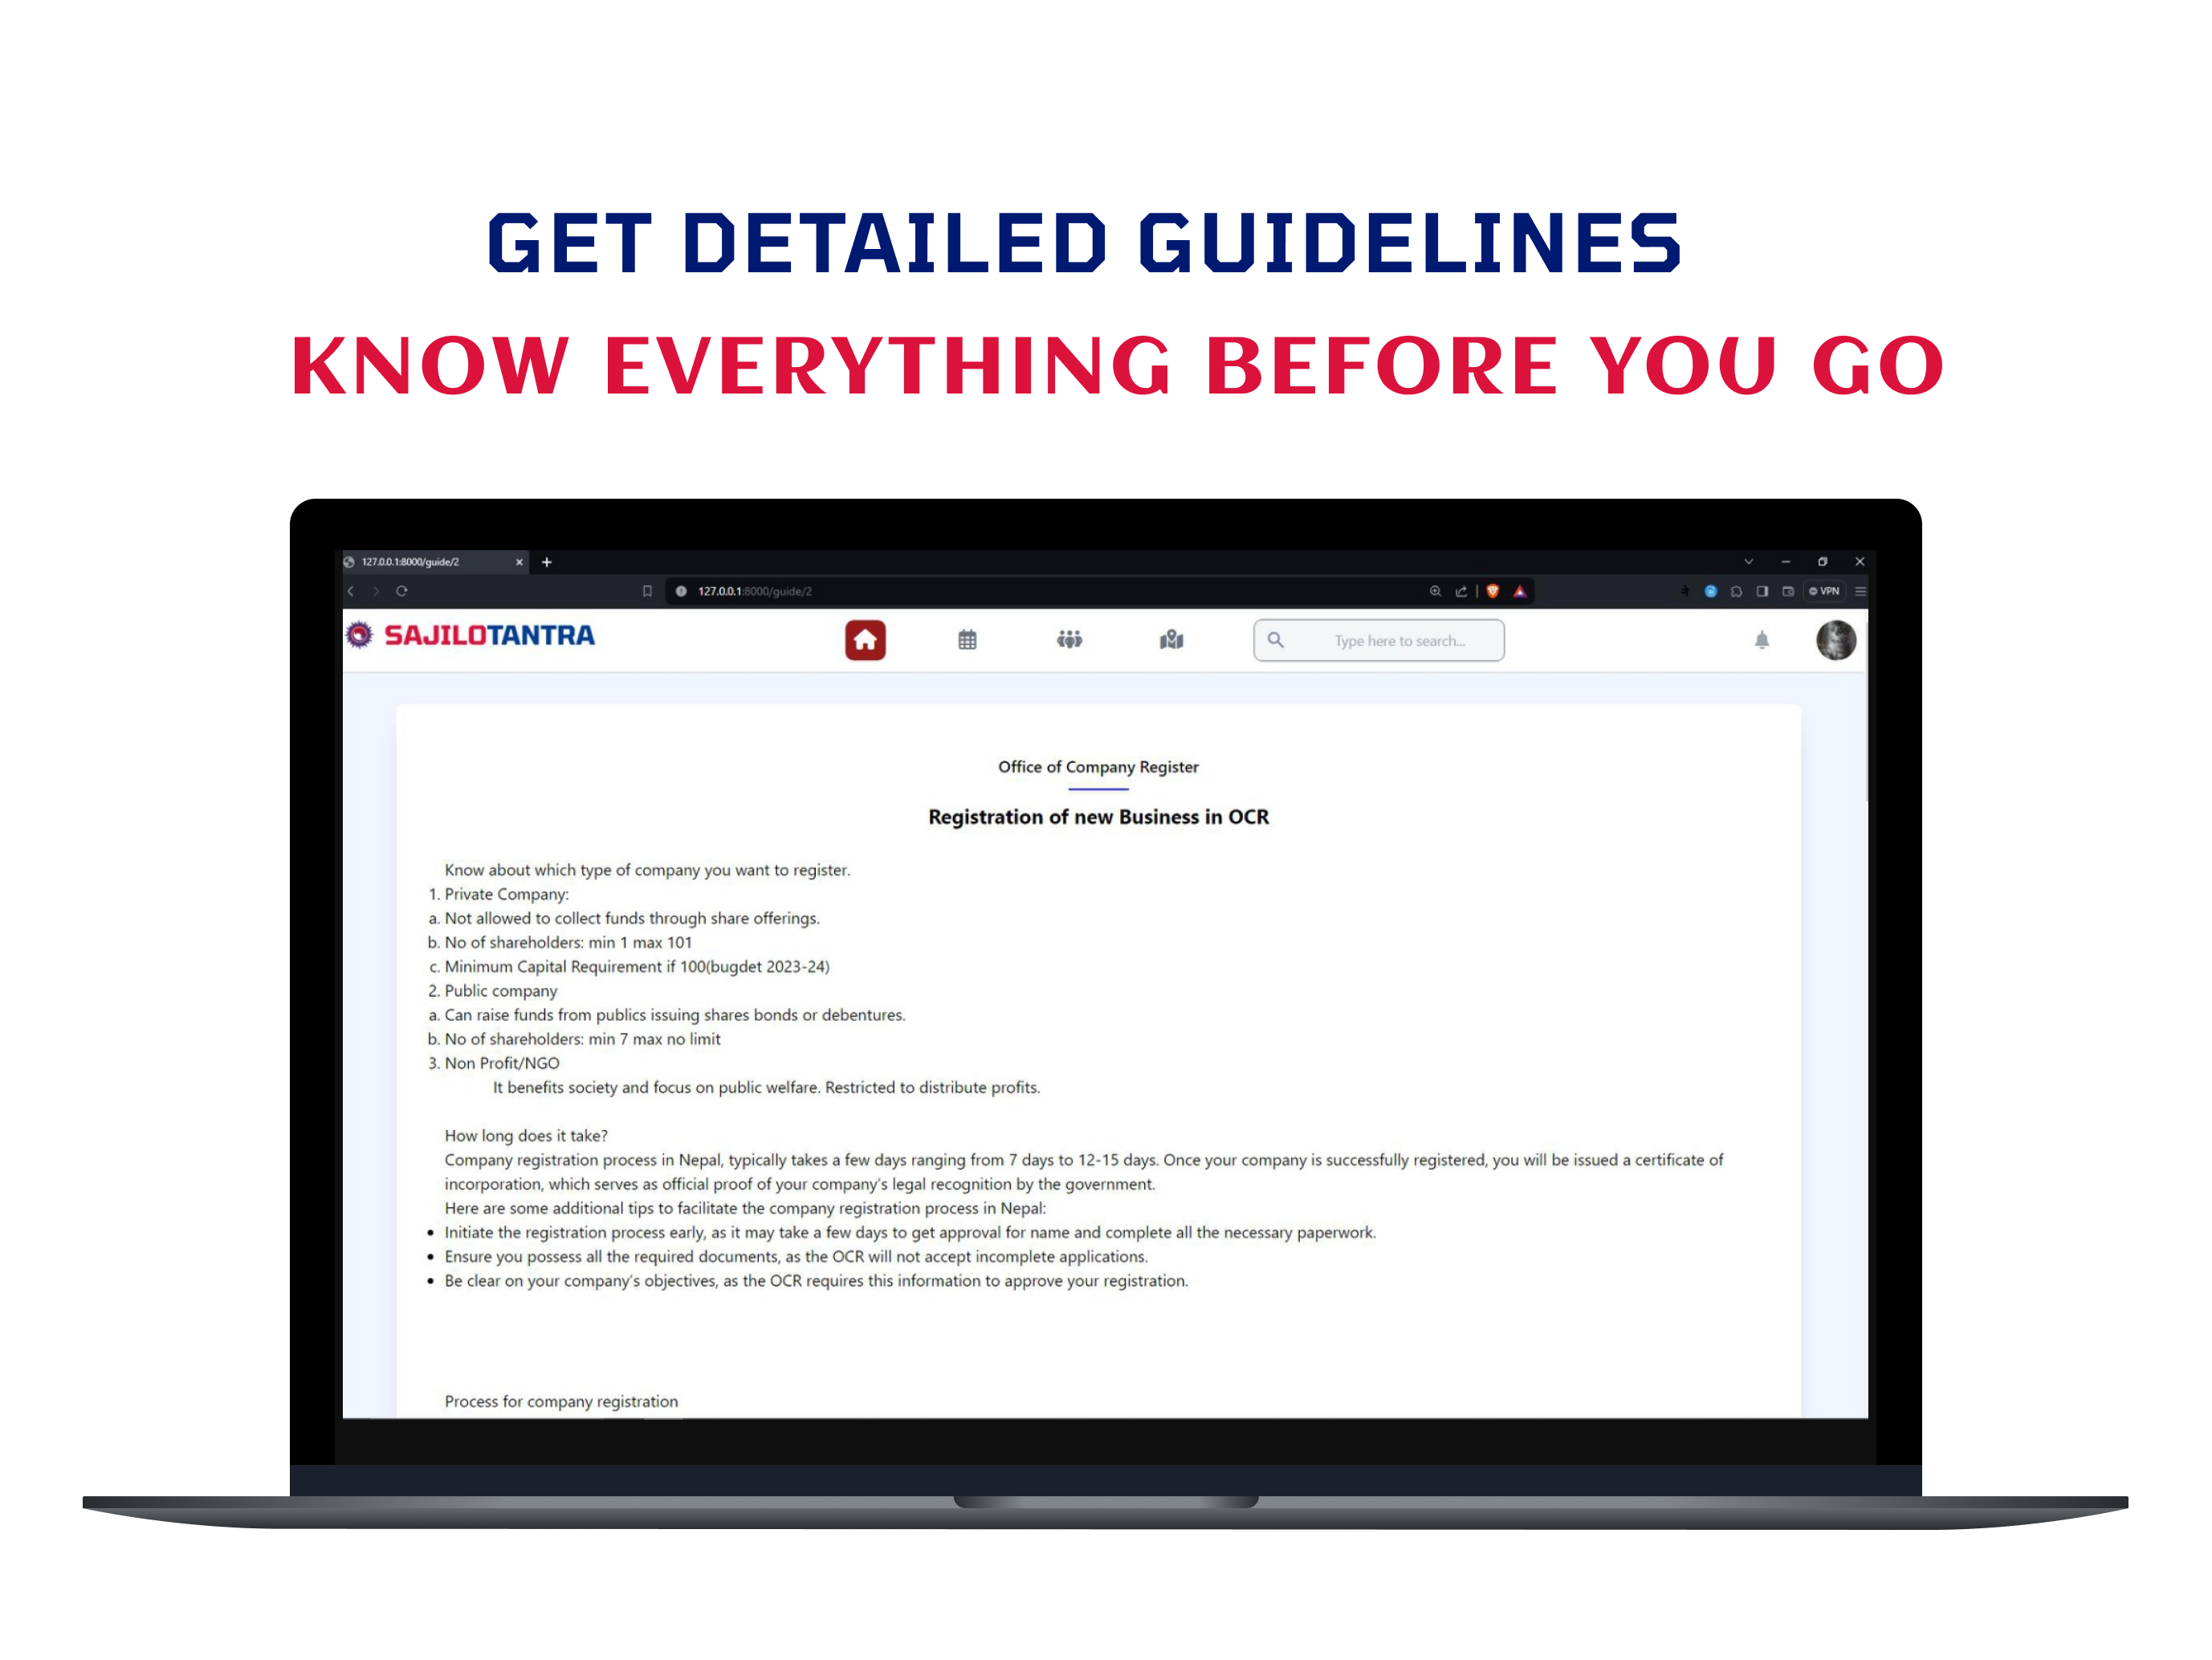 GET DETAILED GUIDELINES
KNOW EVERYTHING BEFORE YOU GO
127.0.0.1:8000/guide/2
127.0.0.1:8000/guide/2
VPN
SAJILOTANTRA
Type here to search...
Office of Company Register
Registration of new Business in OCR
Know about which type of company you want to register.
1. Private Company:
a. Not allowed to collect funds through share offerings.
b. No of shareholders: min 1 max 101
c. Minimum Capital Requirement if 100(bugdet 2023-24)
2. Public company
a. Can raise funds from publics issuing shares bonds or debentures.
b. No of shareholders: min 7 max no limit
3. Non Profit/NGO
It benefits society and focus on public welfare. Restricted to distribute profits.
How long does it take?
Company registration process in Nepal, typically takes a few days ranging from 7 days to 12-15 days. Once your company is successfully registered, you will be issued a certificate of
incorporation, which serves as official proof of your company's legal recognition by the government.
Here are some additional tips to facilitate the company registration process in Nepal:
• Initiate the registration process early, as it may take a few days to get approval for name and complete all the necessary paperwork.
• Ensure you possess all the required documents, as the OCR will not accept incomplete applications.
• Be clear on your company's objectives, as the OCR requires this information to approve your registration.
Process for company registration